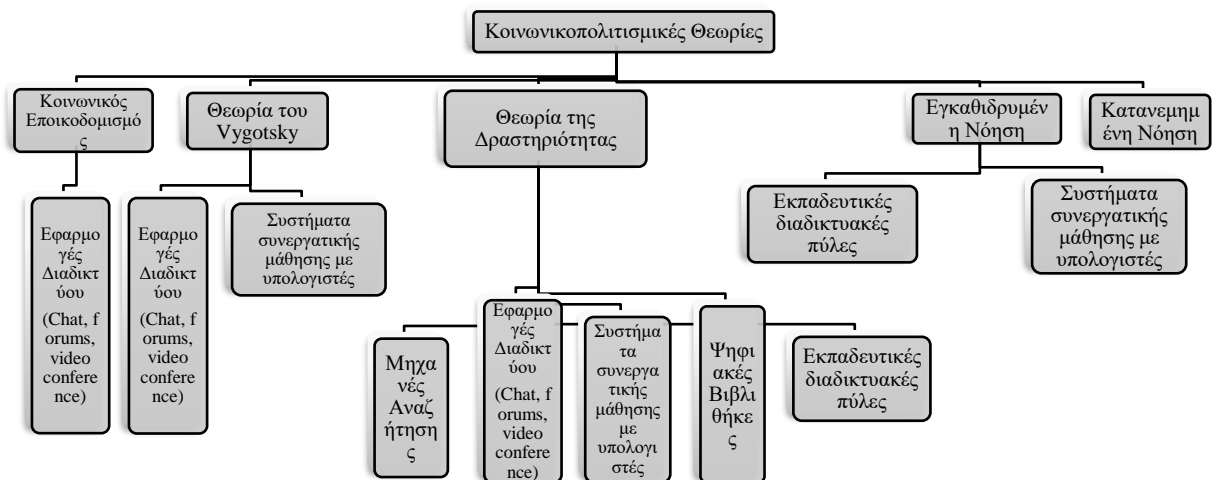 Κοινωνικοπολιτισμικές Θεωρίες
Κοινωνικός
Εποικοδομισμό
ς
Θεωρία του
Vygotsky
Θεωρία της
Δραστηριότητας
Εγκαθιδρυμέν
η Νόηση
Κατανεμημ
ένη Νόηση
Εφαρμο
γές
Διαδικτ
ύου
(Chat, f
orums,
video
confere
nce)
Εφαρμο
γές
Διαδικτ
ύου
(Chat, f
orums,
video
confere
nce)
Συστήματα
συνεργατικής
μάθησης με
υπολογιστές
Εκπαδευτικές
διαδικτυακές
πύλες
Συστήματα
συνεργατικής
μάθησης με
υπολογιστές
Μηχα
νές
Αναζ
ήτηση
ς
Εφαρμο
γές
Διαδικτ
ύου
(Chat, f
orums,
video
confere
nce)
Συστήμα
τα
συνεργα
τικής
μάθησης
με
υπολογι
στές
Ψηφι
ακές
Βιβλι
οθήκε
ς
Εκπαδευτικές
διαδικτυακές
πύλες